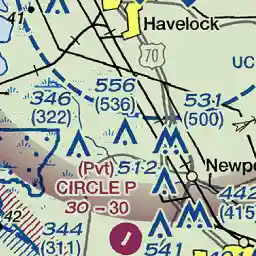 41
Havelock
70
UC
556
(536)
346
(322)
531
(500)
(Pvt)
512
Newpo
CIRCLE P
30 - 30
442
(415)
42
344
(311)
541